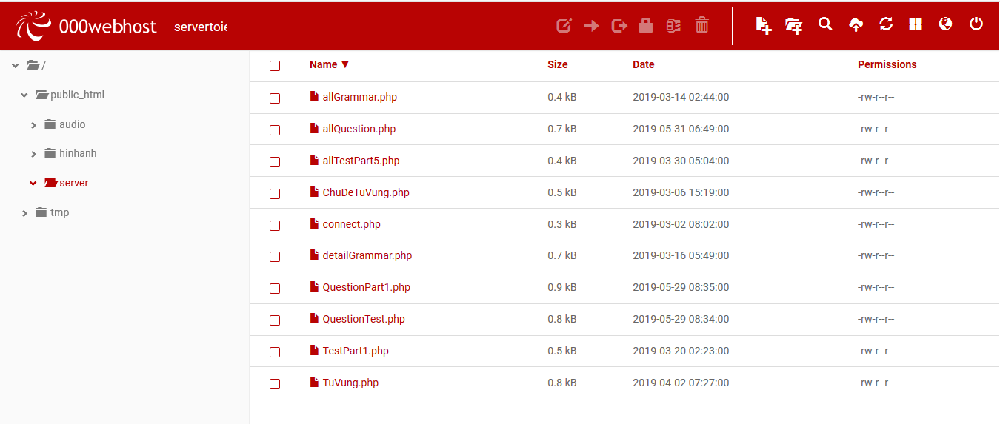 000webhost servertoie
/
public_html
audio
hinhanh
server
tmp
Name ▼ Size Date Permissions
allGrammar.php 0.4 kB 2019-03-14 02:44:00 -rw-r--r--
allQuestion.php 0.7 kB 2019-05-31 06:49:00 -rw-r--r--
allTestPart5.php 0.4 kB 2019-03-30 05:04:00 -rw-r--r--
ChuDeTuVung.php 0.5 kB 2019-03-06 15:19:00 -rw-r--r--
connect.php 0.3 kB 2019-03-02 08:02:00 -rw-r--r--
detailGrammar.php 0.7 kB 2019-03-16 05:49:00 -rw-r--r--
QuestionPart1.php 0.9 kB 2019-05-29 08:35:00 -rw-r--r--
QuestionTest.php 0.8 kB 2019-05-29 08:34:00 -rw-r--r--
TestPart1.php 0.5 kB 2019-03-20 02:23:00 -rw-r--r--
TuVung.php 0.8 kB 2019-04-02 07:27:00 -rw-r--r--